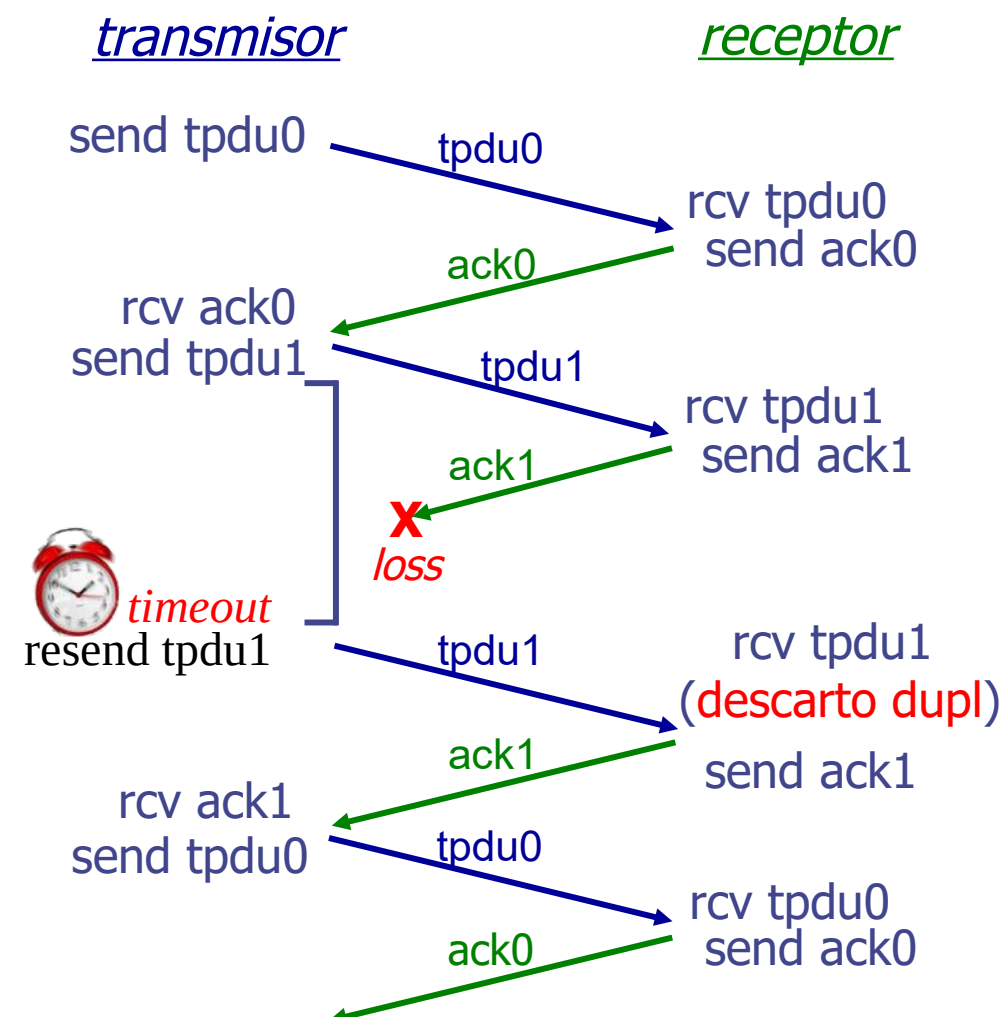 transmisor
receptor
send tpdu0
tpdu0
rcv tpdu0
send ack0
ack0
rcv ack0
send tpdu1
tpdu1
rcv tpdu1
send ack1
ack1
X
loss
timeout
resend tpdu1
tpdu1
rcv tpdu1
(descarto dupl)
send ack1
ack1
rcv ack1
send tpdu0
tpdu0
rcv tpdu0
send ack0
ack0